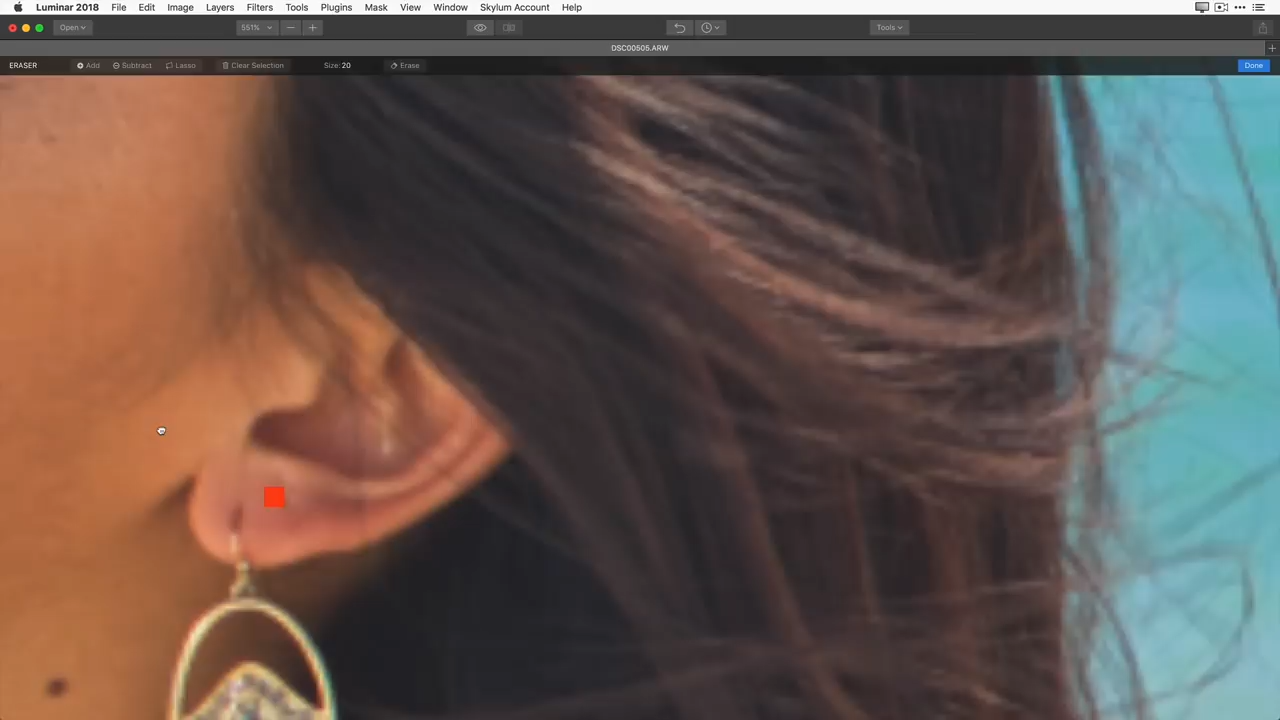 Luminar 2018 File Edit Image Layers Filters Tools Plugins Mask View Window Skylum Account Help
Open 551% Tools
DSC00505.ARW
ERASER Add Subtract Lasso Clear Selection Size: 20 Erase Done